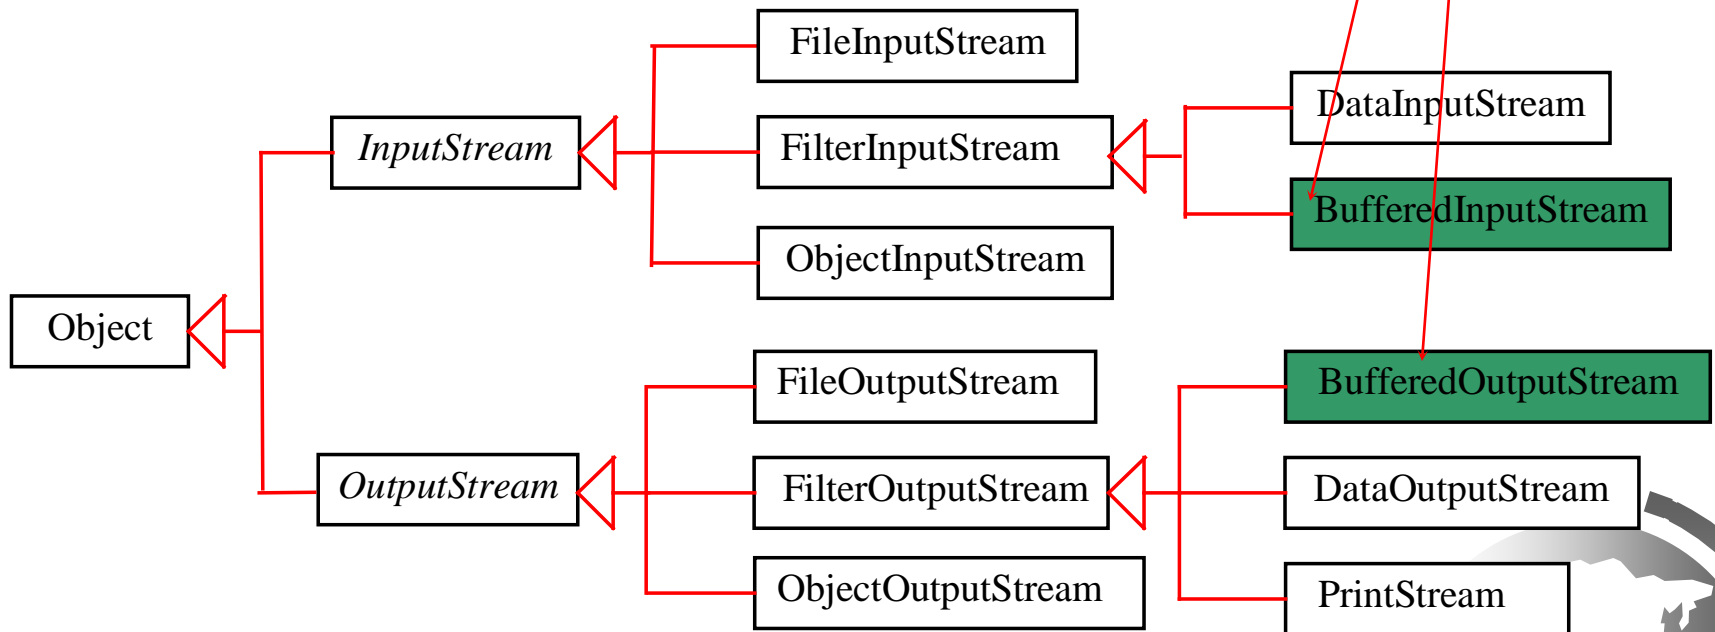 FileInputStream
DataInputStream
InputStream
FilterInputStream
BufferedInputStream
ObjectInputStream
Object
FileOutputStream
BufferedOutputStream
OutputStream
FilterOutputStream
DataOutputStream
ObjectOutputStream
PrintStream